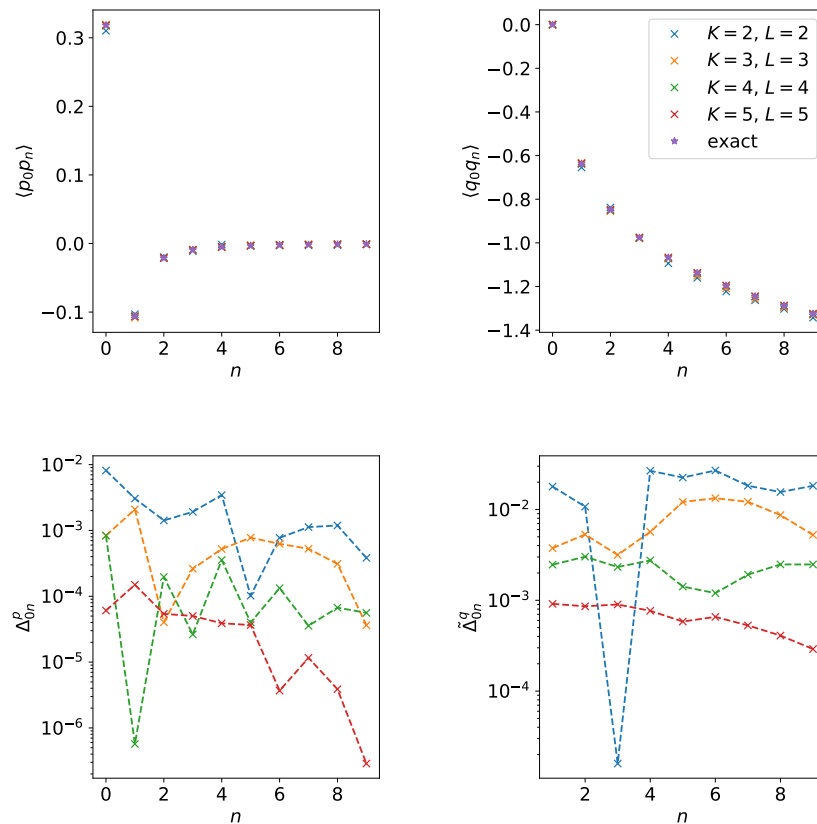 0.3
0.2
0.1
0.0
−0.1
⟨p₀pₙ⟩
0 2 4 6 8
n
0.0
−0.2
−0.4
−0.6
−0.8
−1.0
−1.2
−1.4
⟨q₀qₙ⟩
0 2 4 6 8
n
K = 2, L = 2
K = 3, L = 3
K = 4, L = 4
K = 5, L = 5
exact
10⁻²
10⁻³
10⁻⁴
10⁻⁵
10⁻⁶
Δᵖ₀ₙ
0 2 4 6 8
n
10⁻²
10⁻³
10⁻⁴
Δ̃^q₀ₙ
2 4 6 8
n